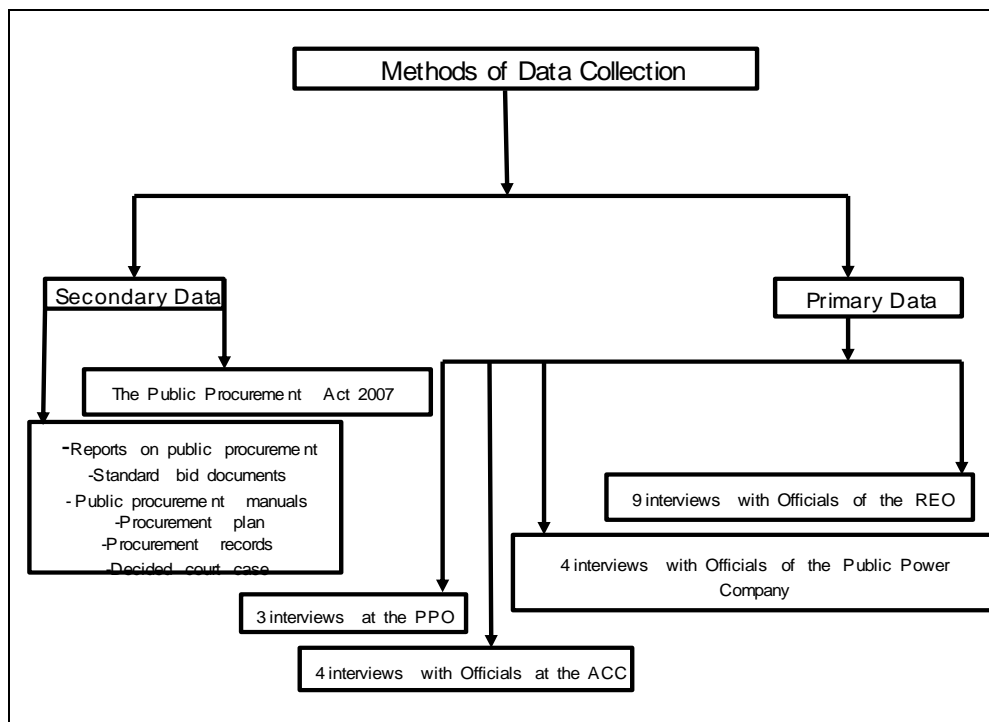 Methods of Data Collection
Secondary Data
Primary Data
The Public Procurement Act 2007
-Reports on public procurement
-Standard bid documents
- Public procurement manuals
-Procurement plan
-Procurement records
-Decided court case
9 interviews with Officials of the REO
4 interviews with Officials of the Public Power
Company
3 interviews at the PPO
4 interviews with Officials at the ACC